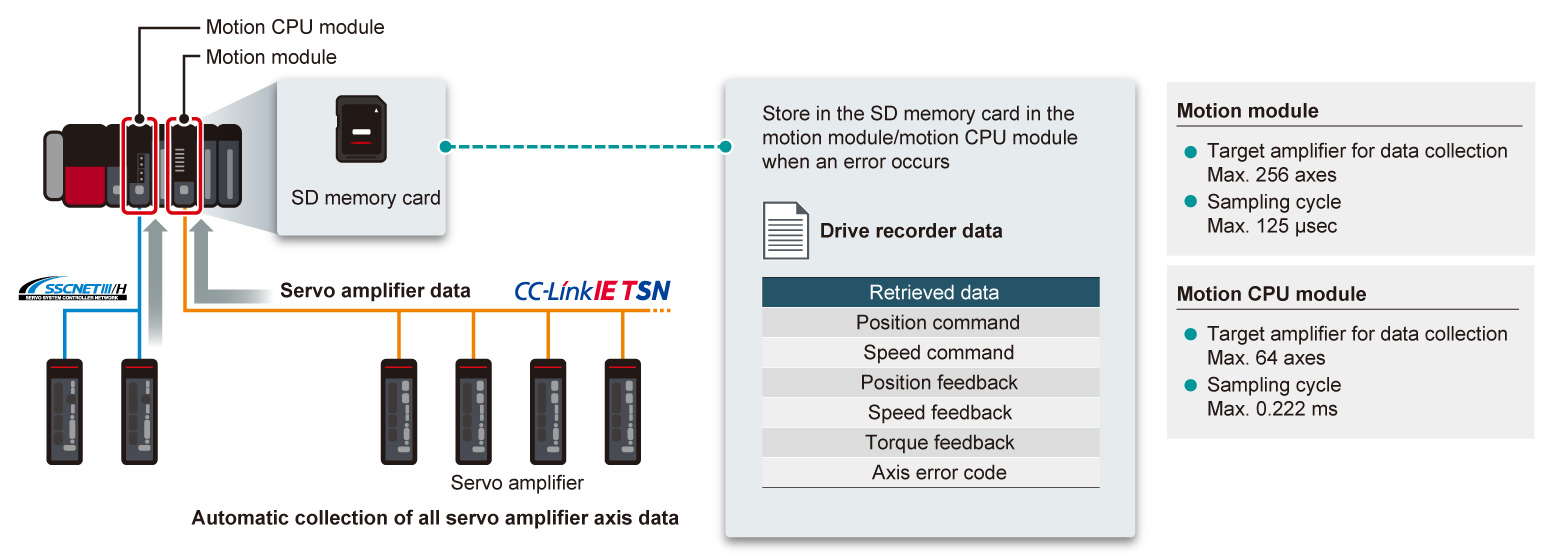 Motion CPU module
Motion module
SD memory card
SSCNETIII/H
SERVO SYSTEM CONTROLLER NETWORK
Servo amplifier data
CC-Link IE TSN
Servo amplifier
Automatic collection of all servo amplifier axis data
Store in the SD memory card in the
motion module/motion CPU module
when an error occurs
Drive recorder data
Retrieved data
Position command
Speed command
Position feedback
Speed feedback
Torque feedback
Axis error code
Motion module
Target amplifier for data collection
Max. 256 axes
Sampling cycle
Max. 125 μsec
Motion CPU module
Target amplifier for data collection
Max. 64 axes
Sampling cycle
Max. 0.222 ms